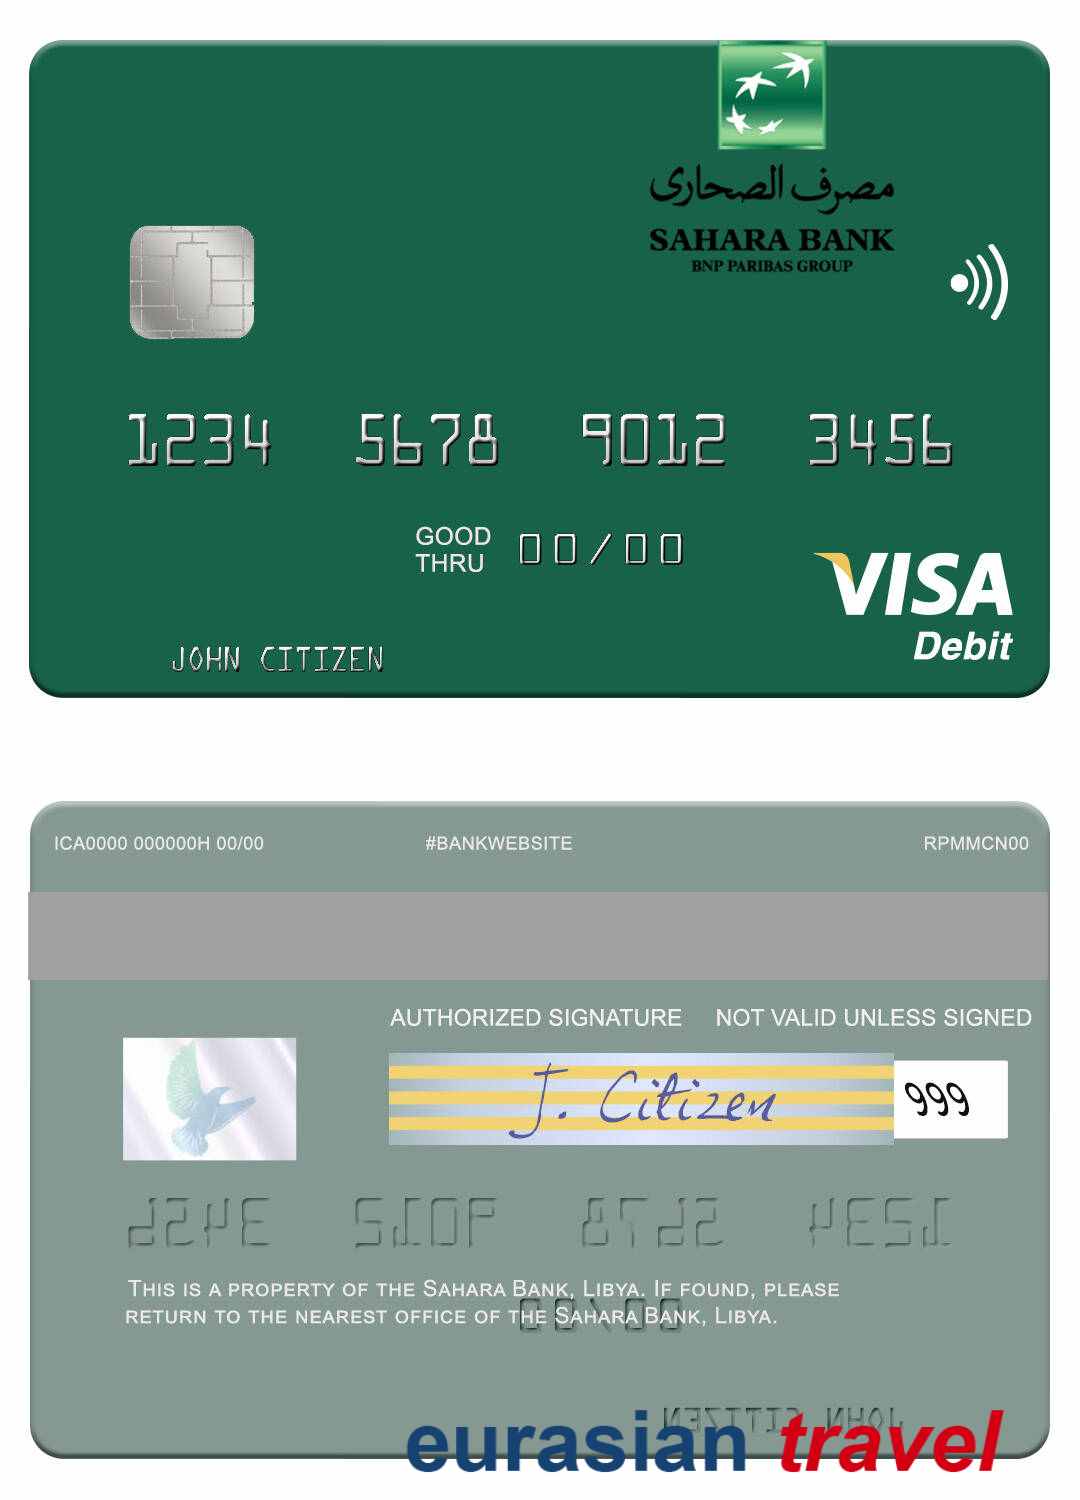 مصرف الصحارى
SAHARA BANK
BNP PARIBAS GROUP
1234 5678 9012 3456
GOOD THRU 00/00
VISA
Debit
JOHN CITIZEN
ICA0000 000000H 00/00 #BANKWEBSITE RPMMCN00
AUTHORIZED SIGNATURE NOT VALID UNLESS SIGNED
J. Citizen 999
THIS IS A PROPERTY OF THE SAHARA BANK, LIBYA. IF FOUND, PLEASE
RETURN TO THE NEAREST OFFICE OF THE SAHARA BANK, LIBYA.
eurasian travel